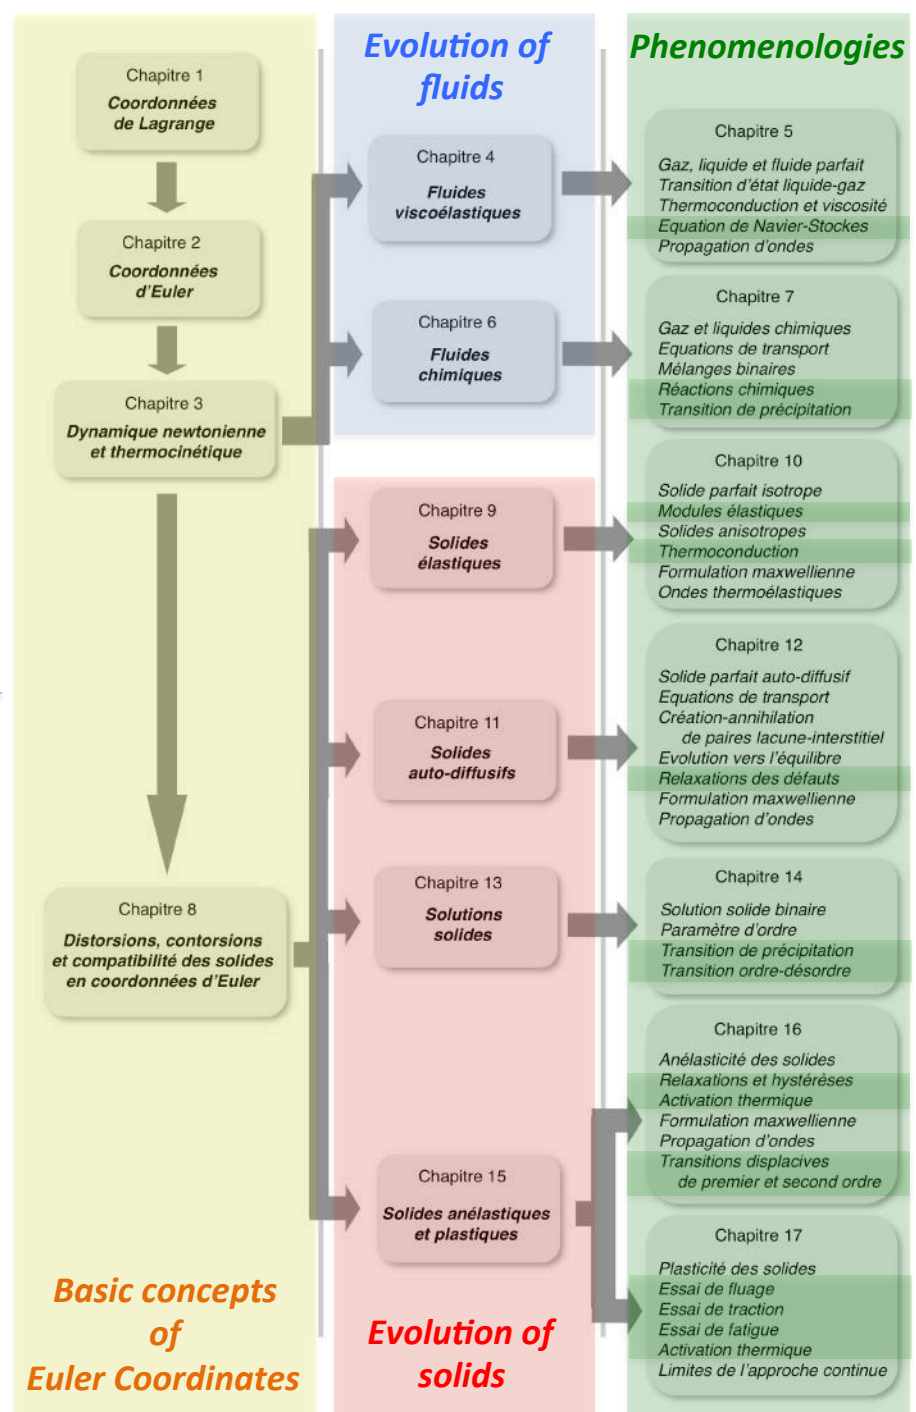 Chapitre 1
Coordonnées
de Lagrange
Chapitre 2
Coordonnées
d'Euler
Chapitre 3
Dynamique newtonienne
et thermocinétique
Chapitre 8
Distorsions, contorsions
et compatibilité des solides
en coordonnées d'Euler
Basic concepts
of
Euler Coordinates
Evolution of
fluids
Chapitre 4
Fluides
viscoélastiques
Chapitre 6
Fluides
chimiques
Chapitre 9
Solides
élastiques
Chapitre 11
Solides
auto-diffusifs
Chapitre 13
Solutions
solides
Chapitre 15
Solides anélastiques
et plastiques
Evolution of
solids
Phenomenologies
Chapitre 5
Gaz, liquide et fluide parfait
Transition d'état liquide-gaz
Thermoconduction et viscosité
Equation de Navier-Stockes
Propagation d'ondes
Chapitre 7
Gaz et liquides chimiques
Equations de transport
Mélanges binaires
Réactions chimiques
Transition de précipitation
Chapitre 10
Solide parfait isotrope
Modules élastiques
Solides anisotropes
Thermoconduction
Formulation maxwellienne
Ondes thermoélastiques
Chapitre 12
Solide parfait auto-diffusif
Equations de transport
Création-annihilation
de paires lacune-interstitiel
Evolution vers l'équilibre
Relaxations des défauts
Formulation maxwellienne
Propagation d'ondes
Chapitre 14
Solution solide binaire
Paramètre d'ordre
Transition de précipitation
Transition ordre-désordre
Chapitre 16
Anélasticité des solides
Relaxations et hystérèses
Activation thermique
Formulation maxwellienne
Propagation d'ondes
Transitions displacives
de premier et second ordre
Chapitre 17
Plasticité des solides
Essai de fluage
Essai de traction
Essai de fatigue
Activation thermique
Limites de l'approche continue